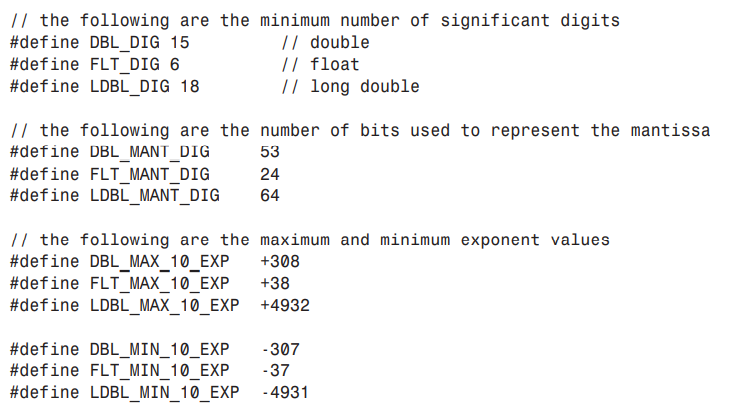 // the following are the minimum number of significant digits
#define DBL_DIG 15 // double
#define FLT_DIG 6 // float
#define LDBL_DIG 18 // long double
// the following are the number of bits used to represent the mantissa
#define DBL_MANT_DIG 53
#define FLT_MANT_DIG 24
#define LDBL_MANT_DIG 64
// the following are the maximum and minimum exponent values
#define DBL_MAX_10_EXP +308
#define FLT_MAX_10_EXP +38
#define LDBL_MAX_10_EXP +4932
#define DBL_MIN_10_EXP -307
#define FLT_MIN_10_EXP -37
#define LDBL_MIN_10_EXP -4931